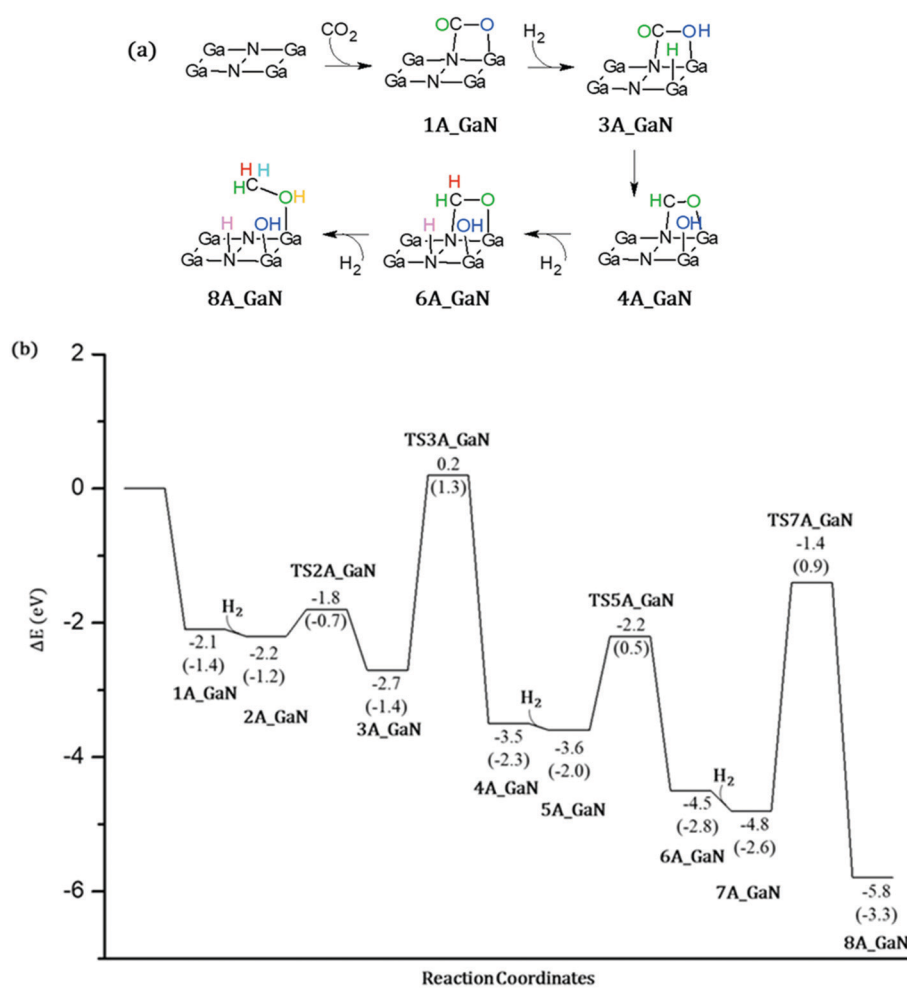 (a)
CO2
H2
Ga N Ga
Ga N Ga
O C O
Ga N Ga
Ga N Ga
O C OH
H
Ga N Ga
Ga N Ga
1A_GaN
3A_GaN
H H
H C OH
H OH
Ga N Ga
Ga N Ga
H
H C O
H OH
Ga N Ga
Ga N Ga
H C O
OH
Ga N Ga
Ga N Ga
H2
H2
8A_GaN
6A_GaN
4A_GaN
(b)
2
0
-2
-4
-6
ΔE (eV)
-2.1
(-1.4)
1A_GaN
H2
-2.2
(-1.2)
2A_GaN
TS2A_GaN
-1.8
(-0.7)
-2.7
(-1.4)
3A_GaN
TS3A_GaN
0.2
(1.3)
-3.5
(-2.3)
4A_GaN
H2
-3.6
(-2.0)
5A_GaN
TS5A_GaN
-2.2
(0.5)
-4.5
(-2.8)
6A_GaN
H2
-4.8
(-2.6)
7A_GaN
TS7A_GaN
-1.4
(0.9)
-5.8
(-3.3)
8A_GaN
Reaction Coordinates